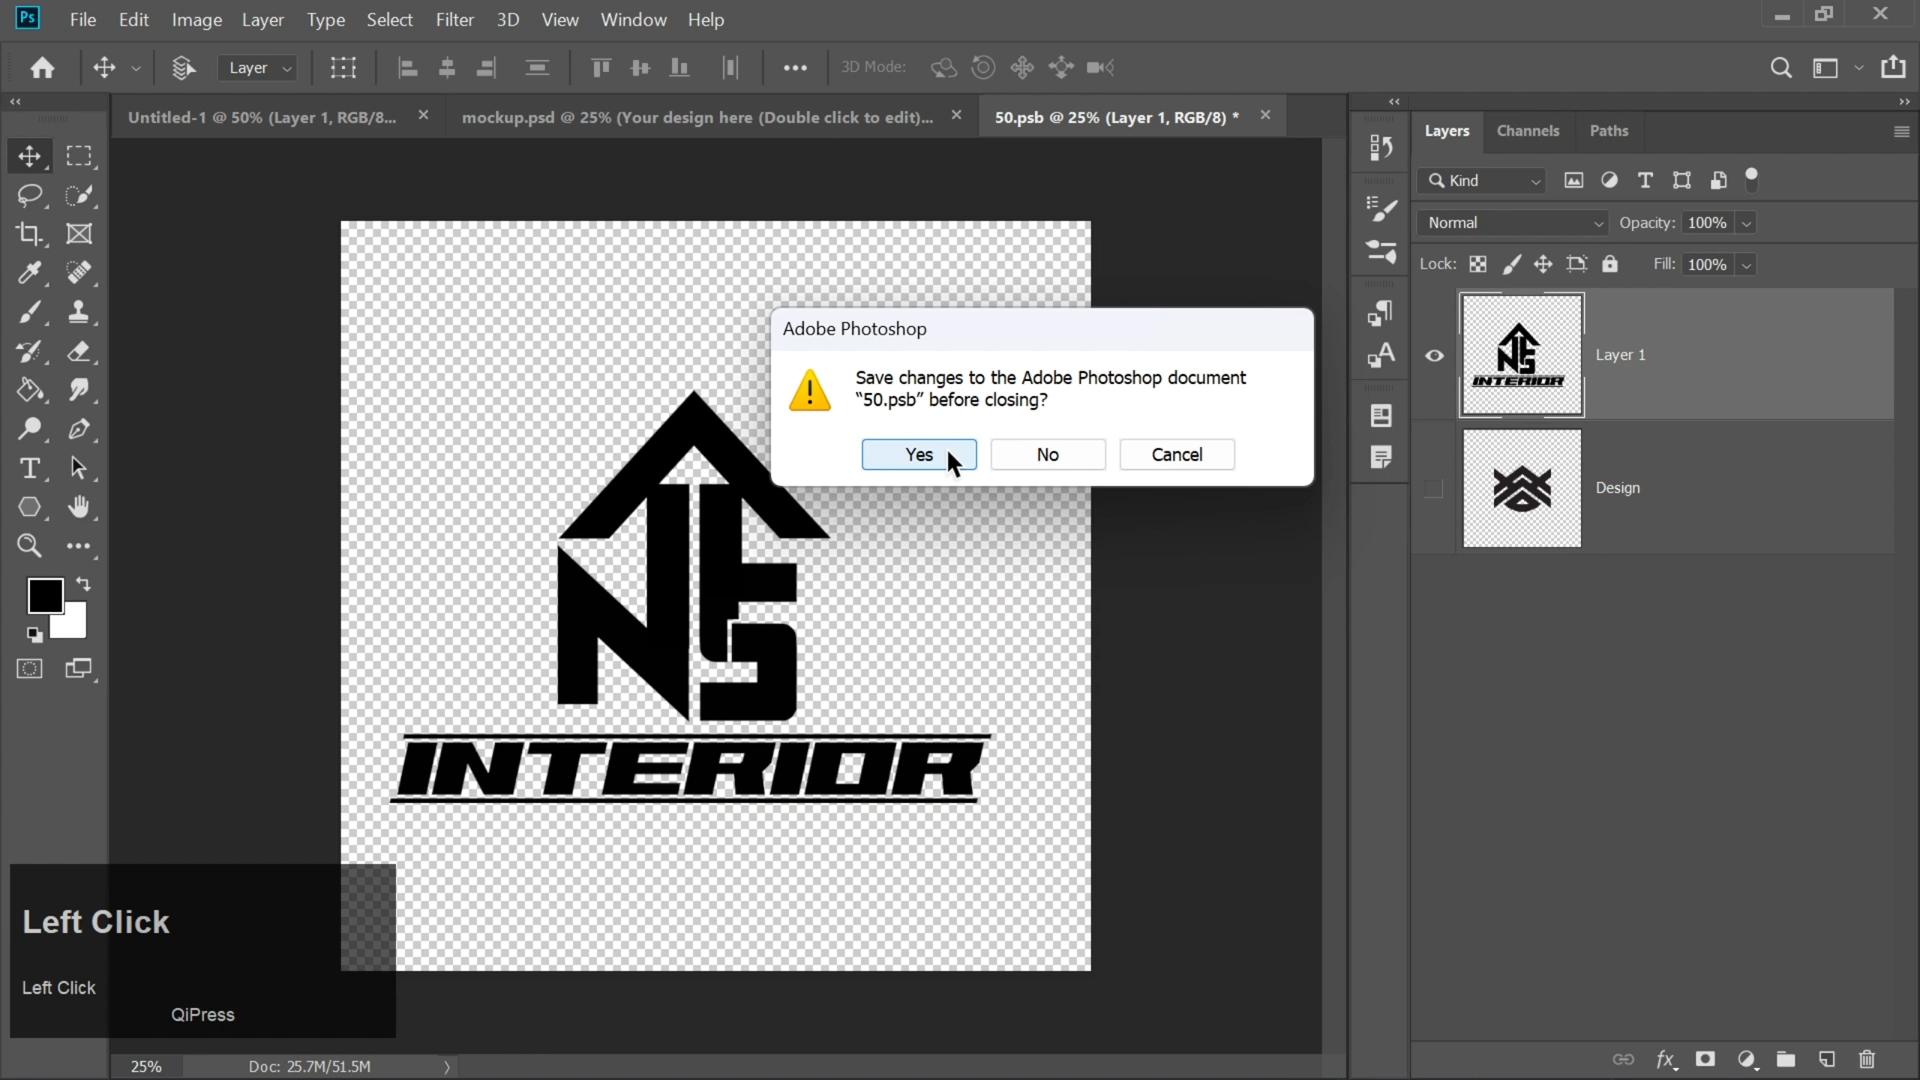 Ps File Edit Image Layer Type Select Filter 3D View Window Help
Layer 3D Mode:
Untitled-1 @ 50% (Layer 1, RGB/8... mockup.psd @ 25% (Your design here (Double click to edit)... 50.psb @ 25% (Layer 1, RGB/8) *
Layers Channels Paths
Kind
Normal Opacity: 100%
Lock: Fill: 100%
Adobe Photoshop
Save changes to the Adobe Photoshop document
"50.psb" before closing?
Yes No Cancel
Layer 1
NS
INTERIOR
Design
NS
INTERIOR
Left Click
Left Click
QiPress
25% Doc: 25.7M/51.5M
fx